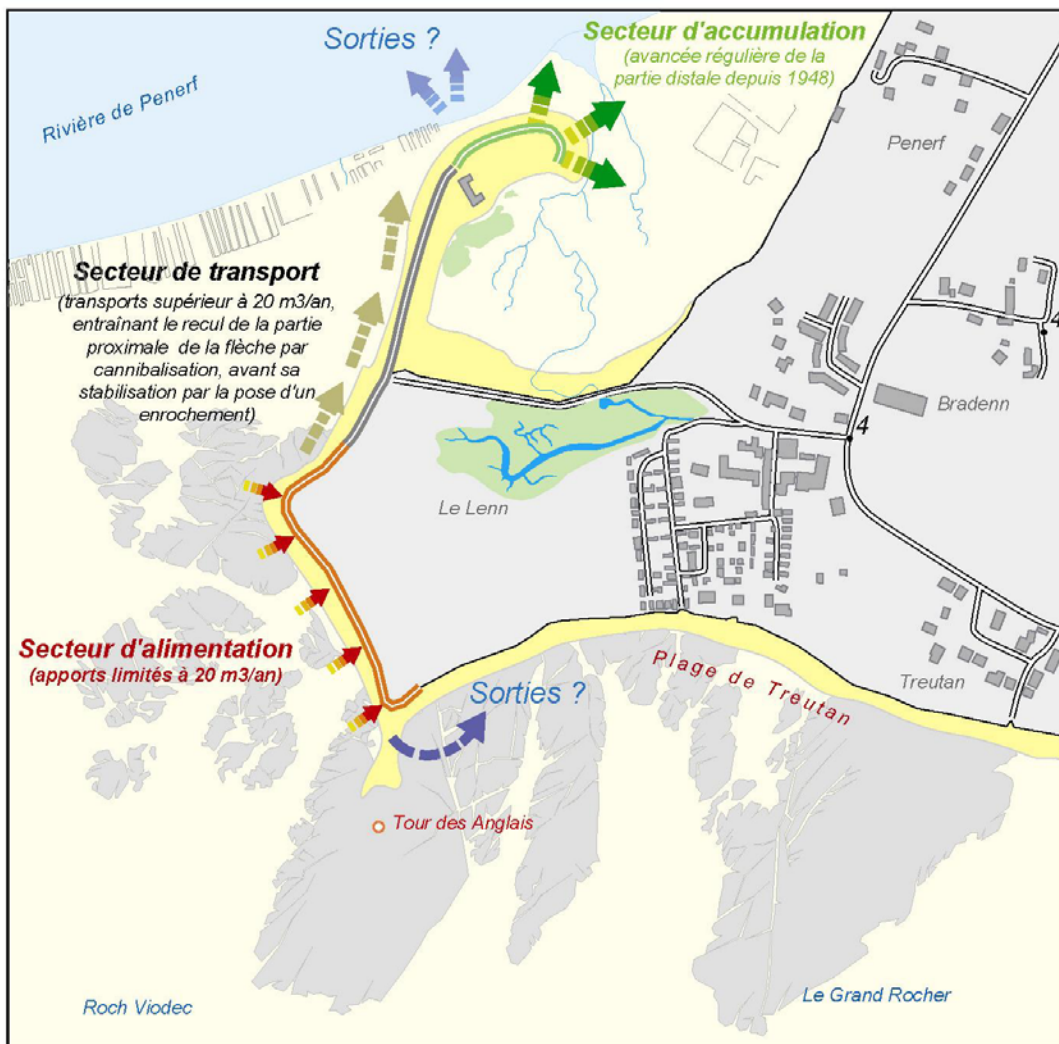 Sorties ?
Secteur d'accumulation
(avancée régulière de la
partie distale depuis 1948)
Rivière de Penerf
Penerf
Secteur de transport
(transports supérieur à 20 m3/an,
entraînant le recul de la partie
proximale de la flèche par
cannibalisation, avant sa
stabilisation par la pose d'un
enrochement)
4
Bradenn
4
Le Lenn
Secteur d'alimentation
(apports limités à 20 m3/an)
Sorties ?
Plage de Treutan
Treutan
Tour des Anglais
Roch Viodec
Le Grand Rocher